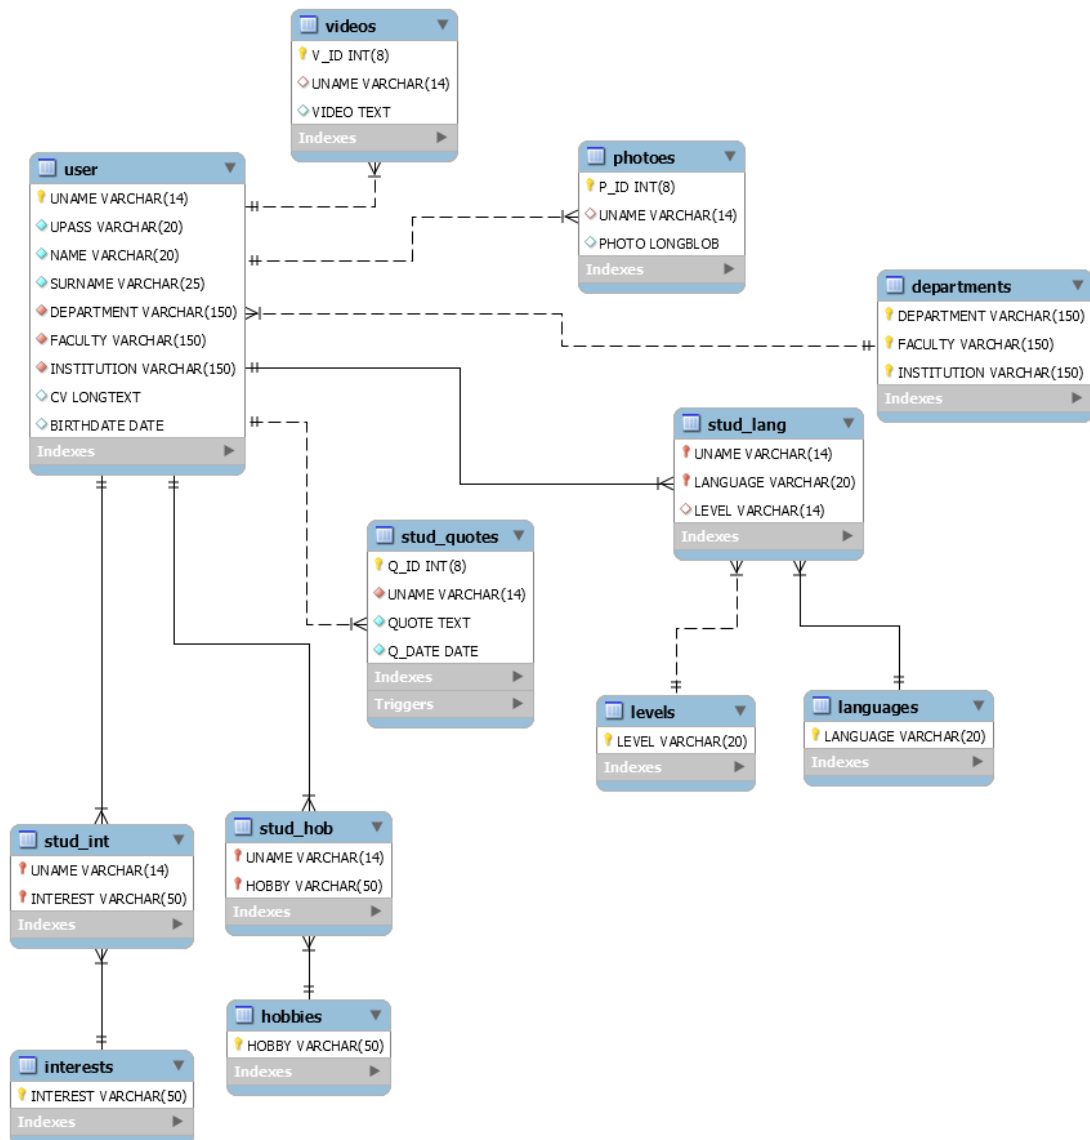 videos
V_ID INT(8)
UNAME VARCHAR(14)
VIDEO TEXT
Indexes
user
UNAME VARCHAR(14)
UPASS VARCHAR(20)
NAME VARCHAR(20)
SURNAME VARCHAR(25)
DEPARTMENT VARCHAR(150)
FACULTY VARCHAR(150)
INSTITUTION VARCHAR(150)
CV LONGTEXT
BIRTHDATE DATE
Indexes
photoes
P_ID INT(8)
UNAME VARCHAR(14)
PHOTO LONGBLOB
Indexes
departments
DEPARTMENT VARCHAR(150)
FACULTY VARCHAR(150)
INSTITUTION VARCHAR(150)
Indexes
stud_lang
UNAME VARCHAR(14)
LANGUAGE VARCHAR(20)
LEVEL VARCHAR(14)
Indexes
stud_quotes
Q_ID INT(8)
UNAME VARCHAR(14)
QUOTE TEXT
Q_DATE DATE
Indexes
Triggers
levels
LEVEL VARCHAR(20)
Indexes
languages
LANGUAGE VARCHAR(20)
Indexes
stud_int
UNAME VARCHAR(14)
INTEREST VARCHAR(50)
Indexes
stud_hob
UNAME VARCHAR(14)
HOBBY VARCHAR(50)
Indexes
hobbies
HOBBY VARCHAR(50)
Indexes
interests
INTEREST VARCHAR(50)
Indexes